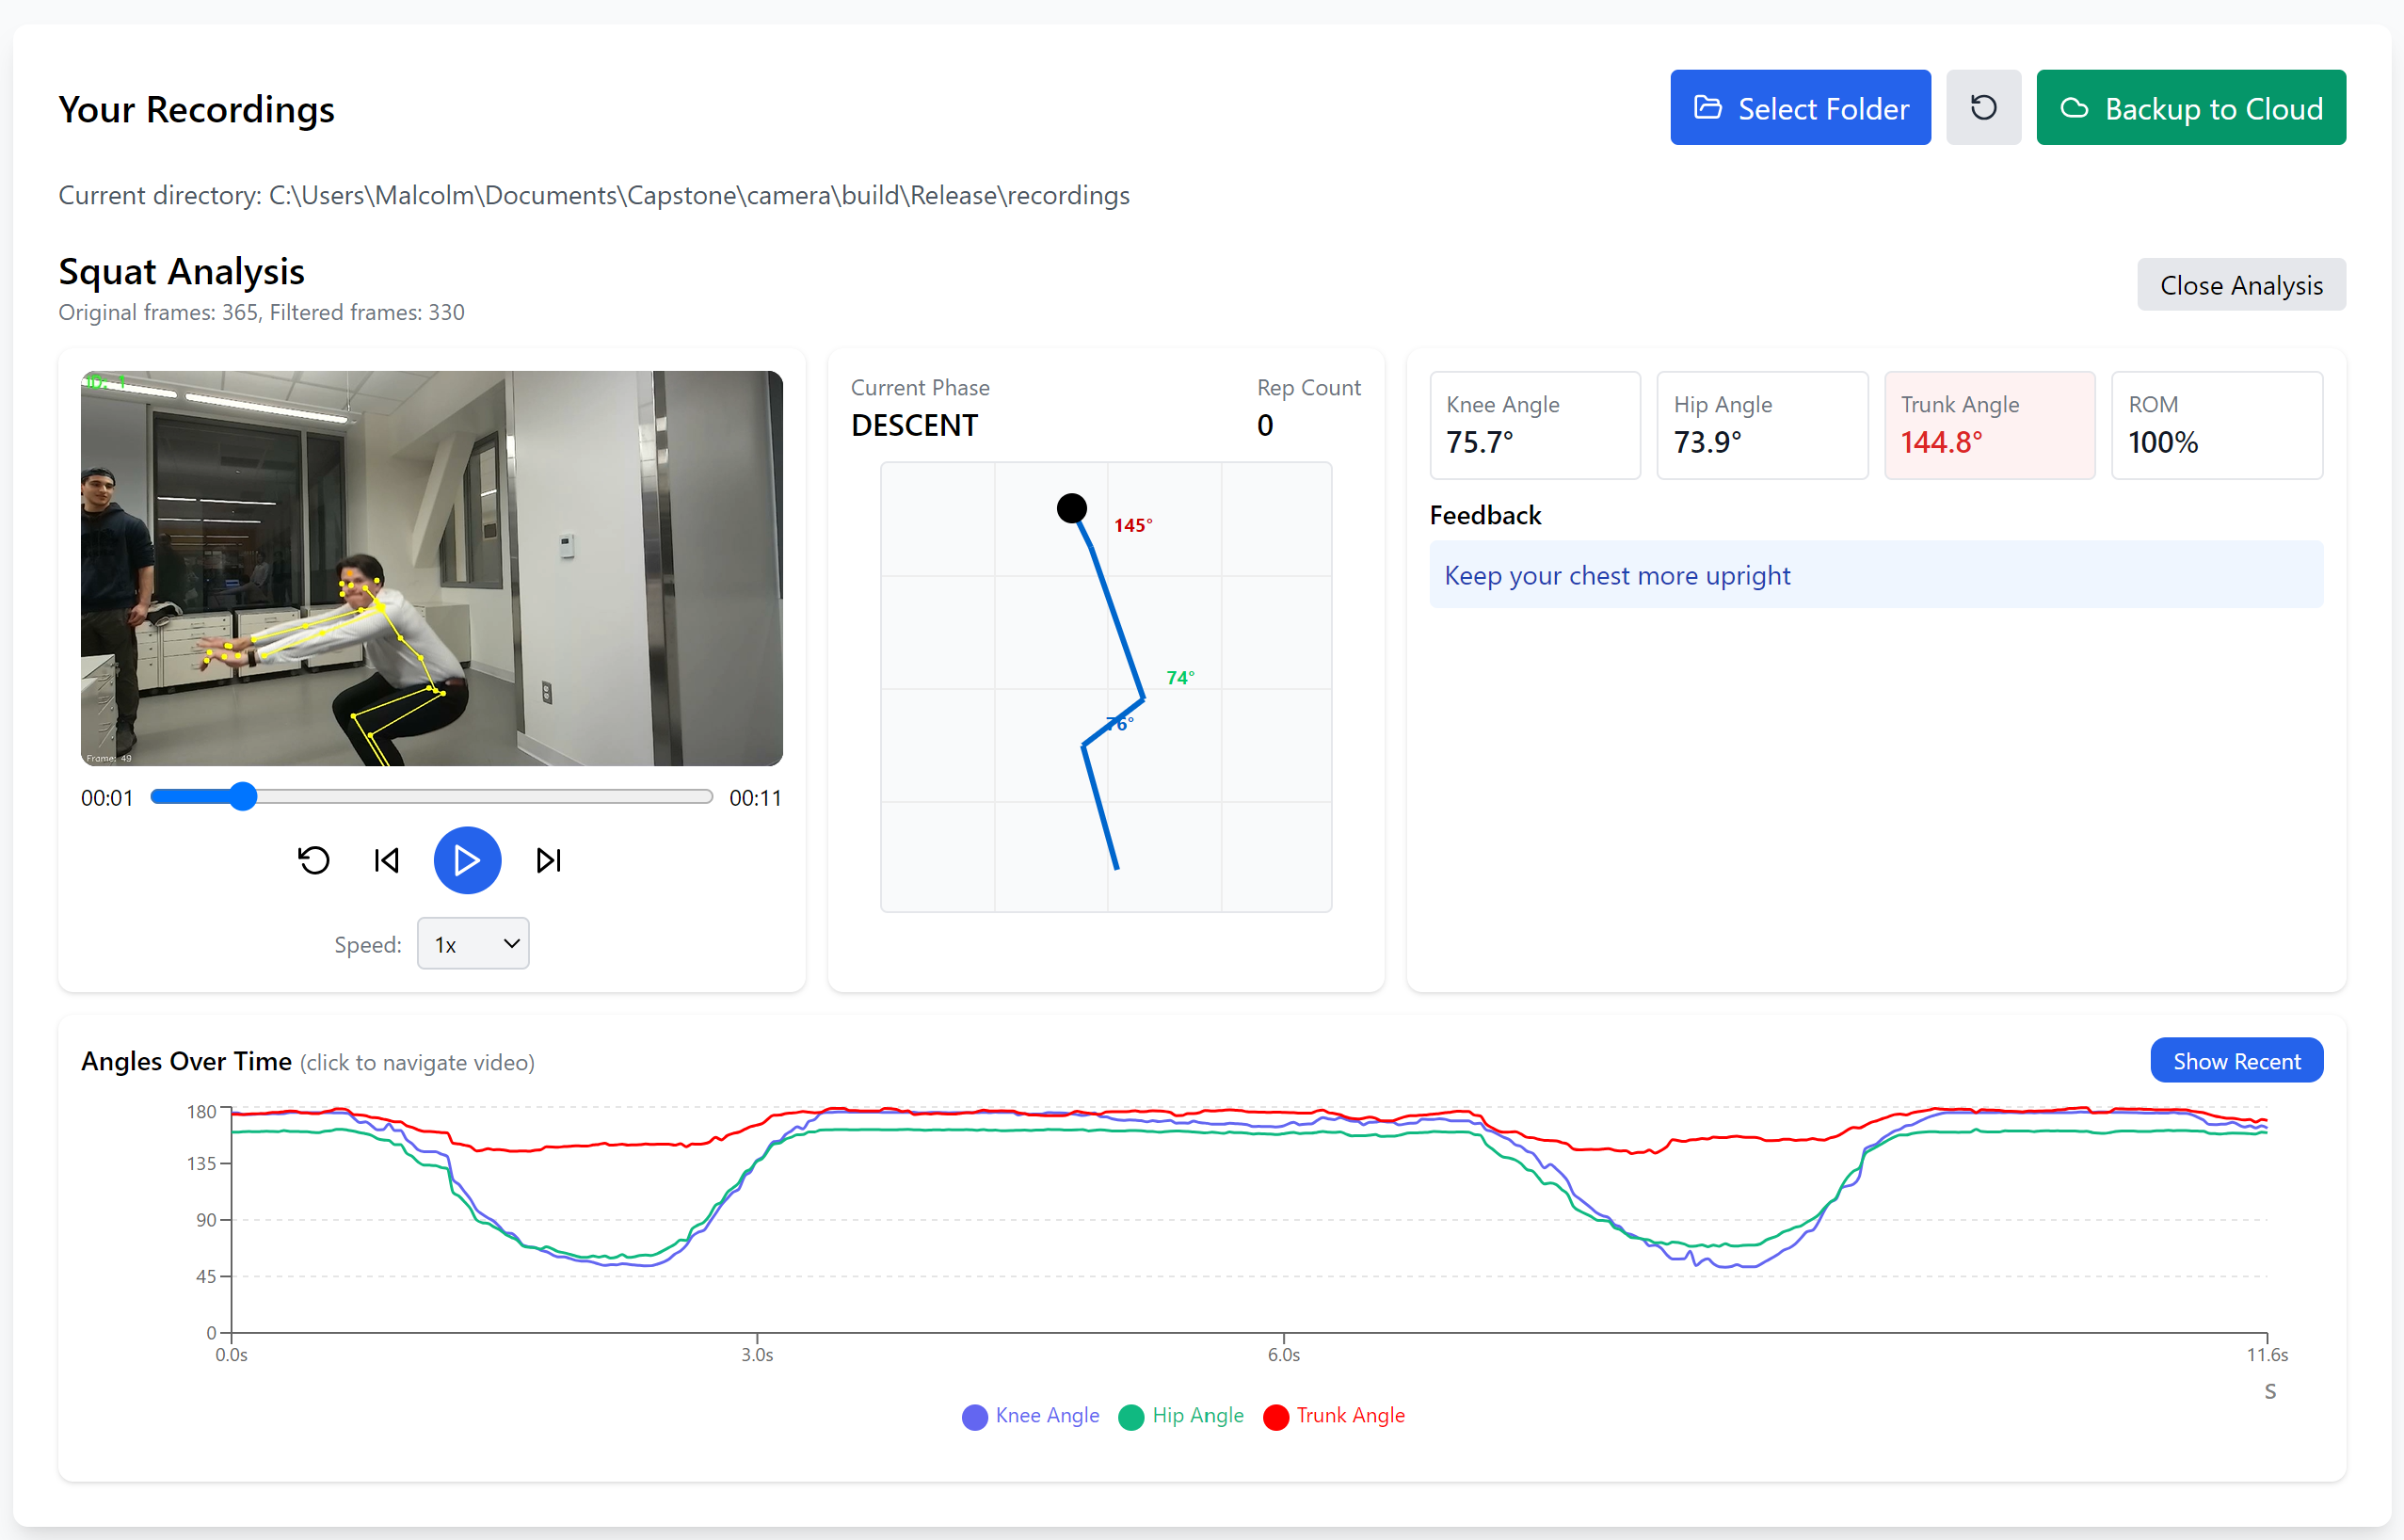 Your Recordings
Select Folder
Backup to Cloud
Current directory: C:\Users\Malcolm\Documents\Capstone\camera\build\Release\recordings
Squat Analysis
Original frames: 365, Filtered frames: 330
Close Analysis
ID: 1
Frame: 49
00:01
00:11
Speed:
1x
Current Phase
DESCENT
Rep Count
0
145°
74°
76°
Knee Angle
75.7°
Hip Angle
73.9°
Trunk Angle
144.8°
ROM
100%
Feedback
Keep your chest more upright
Angles Over Time (click to navigate video)
Show Recent
180
135
90
45
0
0.0s
3.0s
6.0s
11.6s
s
Knee Angle
Hip Angle
Trunk Angle